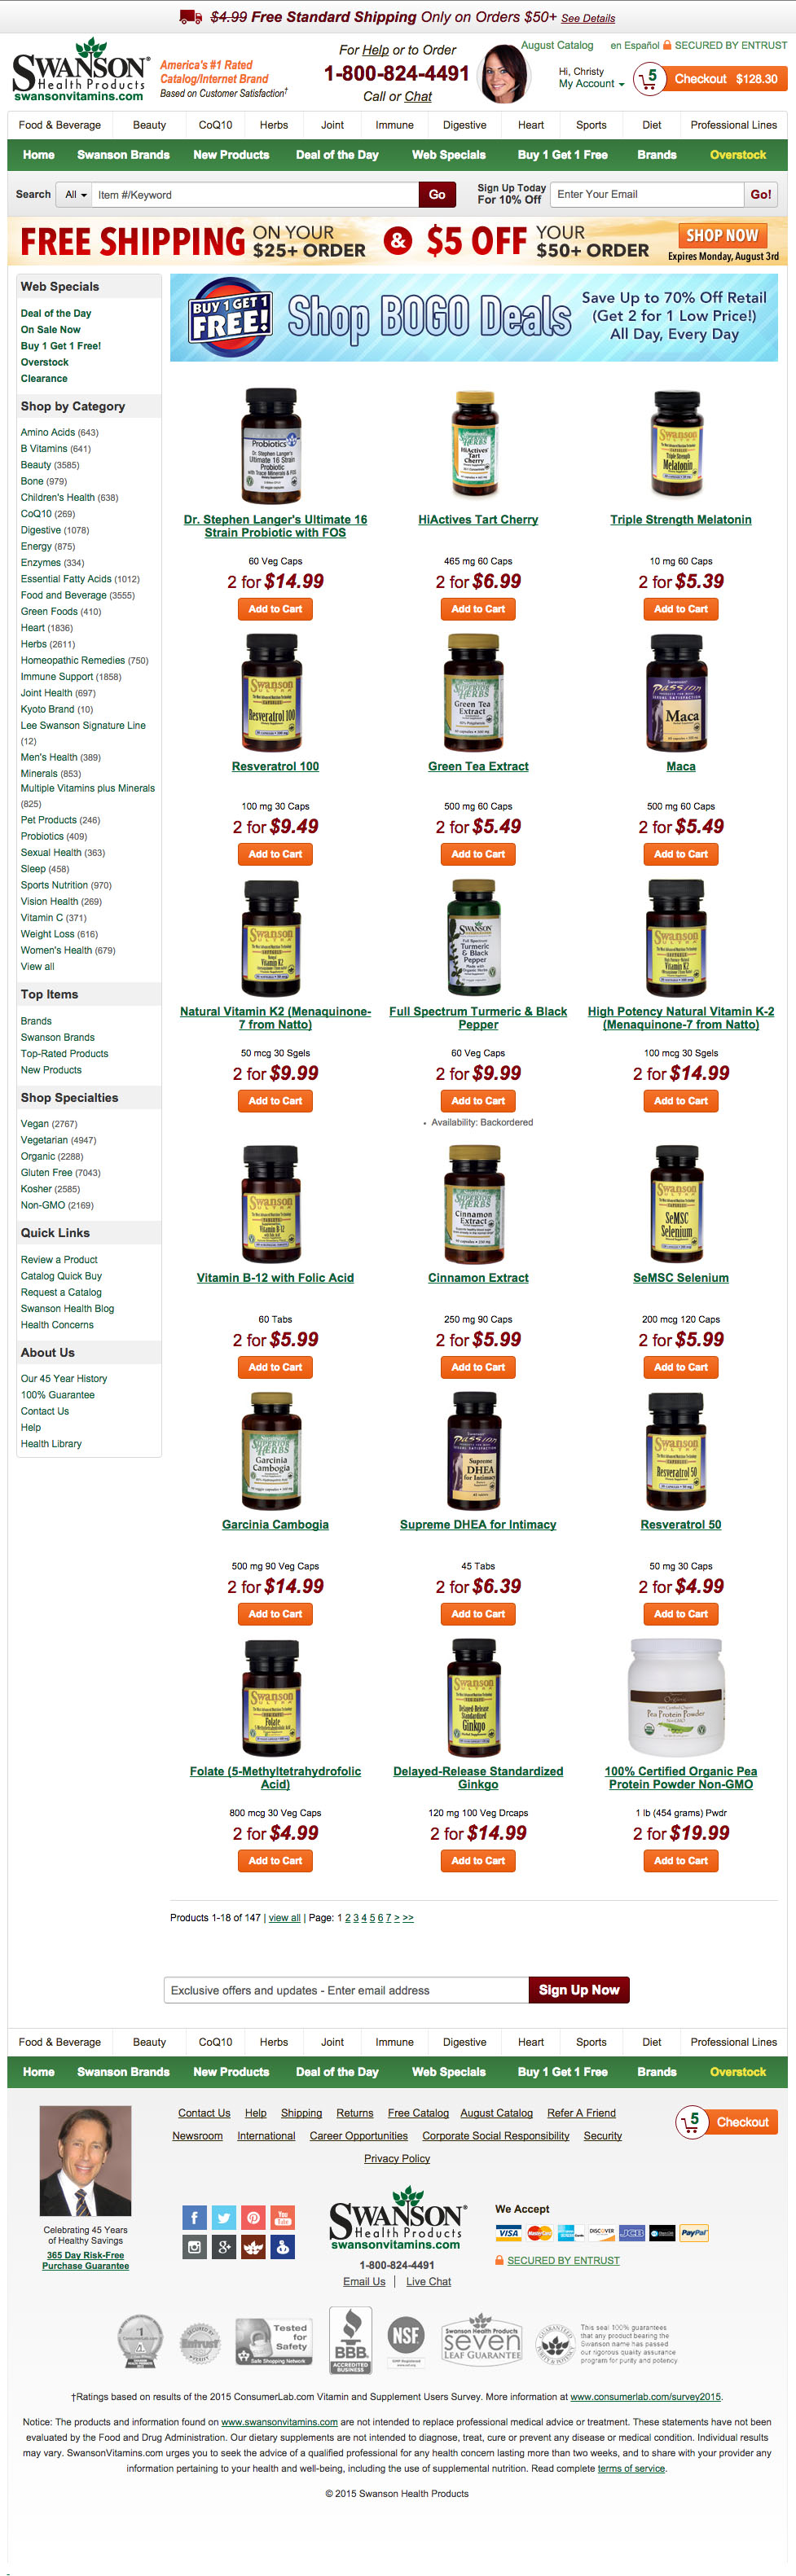 $4.99 Free Standard Shipping Only on Orders $50+ See Details
SWANSON®
Health Products
swansonvitamins.com
America's #1 Rated
Catalog/Internet Brand
Based on Customer Satisfaction†
For Help or to Order
1-800-824-4491
Call or Chat
August Catalog en Español SECURED BY ENTRUST
Hi, Christy
My Account
5 Checkout $128.30
Food & Beverage Beauty CoQ10 Herbs Joint Immune Digestive Heart Sports Diet Professional Lines
Home Swanson Brands New Products Deal of the Day Web Specials Buy 1 Get 1 Free Brands Overstock
Search All Item #/Keyword Go Sign Up Today For 10% Off Enter Your Email Go!
FREE SHIPPING ON YOUR $25+ ORDER & $5 OFF YOUR $50+ ORDER SHOP NOW
Expires Monday, August 3rd
Web Specials
Deal of the Day
On Sale Now
Buy 1 Get 1 Free!
Overstock
Clearance
Shop by Category
Amino Acids (643)
B Vitamins (641)
Beauty (3585)
Bone (979)
Children's Health (638)
CoQ10 (269)
Digestive (1078)
Energy (875)
Enzymes (334)
Essential Fatty Acids (1012)
Food and Beverage (3555)
Green Foods (410)
Heart (1836)
Herbs (2611)
Homeopathic Remedies (750)
Immune Support (1858)
Joint Health (697)
Kyoto Brand (10)
Lee Swanson Signature Line
(12)
Men's Health (389)
Minerals (853)
Multiple Vitamins plus Minerals
(825)
Pet Products (246)
Probiotics (409)
Sexual Health (363)
Sleep (458)
Sports Nutrition (970)
Vision Health (269)
Vitamin C (371)
Weight Loss (616)
Women's Health (679)
View all
Top Items
Brands
Swanson Brands
Top-Rated Products
New Products
Shop Specialties
Vegan (2767)
Vegetarian (4947)
Organic (2288)
Gluten Free (7043)
Kosher (2585)
Non-GMO (2169)
Quick Links
Review a Product
Catalog Quick Buy
Request a Catalog
Swanson Health Blog
Health Concerns
About Us
Our 45 Year History
100% Guarantee
Contact Us
Help
Health Library
BUY 1 GET 1
FREE!
Shop BOGO Deals
Save Up to 70% Off Retail
(Get 2 for 1 Low Price!)
All Day, Every Day
Dr. Stephen Langer's Ultimate 16
Strain Probiotic with FOS
60 Veg Caps
2 for $14.99
Add to Cart
HiActives Tart Cherry
465 mg 60 Caps
2 for $6.99
Add to Cart
Triple Strength Melatonin
10 mg 60 Caps
2 for $5.39
Add to Cart
Resveratrol 100
100 mg 30 Caps
2 for $9.49
Add to Cart
Green Tea Extract
500 mg 60 Caps
2 for $5.49
Add to Cart
Maca
500 mg 60 Caps
2 for $5.49
Add to Cart
Natural Vitamin K2 (Menaquinone-
7 from Natto)
50 mcg 30 Sgels
2 for $9.99
Add to Cart
Full Spectrum Turmeric & Black
Pepper
60 Veg Caps
2 for $9.99
Add to Cart
• Availability: Backordered
High Potency Natural Vitamin K-2
(Menaquinone-7 from Natto)
100 mcg 30 Sgels
2 for $14.99
Add to Cart
Vitamin B-12 with Folic Acid
60 Tabs
2 for $5.99
Add to Cart
Cinnamon Extract
250 mg 90 Caps
2 for $5.99
Add to Cart
SeMSC Selenium
200 mcg 120 Caps
2 for $5.99
Add to Cart
Garcinia Cambogia
500 mg 90 Veg Caps
2 for $14.99
Add to Cart
Supreme DHEA for Intimacy
45 Tabs
2 for $6.39
Add to Cart
Resveratrol 50
50 mg 30 Caps
2 for $4.99
Add to Cart
Folate (5-Methyltetrahydrofolic
Acid)
800 mcg 30 Veg Caps
2 for $4.99
Add to Cart
Delayed-Release Standardized
Ginkgo
120 mg 100 Veg Drcaps
2 for $14.99
Add to Cart
100% Certified Organic Pea
Protein Powder Non-GMO
1 lb (454 grams) Pwdr
2 for $19.99
Add to Cart
Products 1-18 of 147 | view all | Page: 1 2 3 4 5 6 7 > >>
Exclusive offers and updates - Enter email address Sign Up Now
Food & Beverage Beauty CoQ10 Herbs Joint Immune Digestive Heart Sports Diet Professional Lines
Home Swanson Brands New Products Deal of the Day Web Specials Buy 1 Get 1 Free Brands Overstock
Contact Us Help Shipping Returns Free Catalog August Catalog Refer A Friend
Newsroom International Career Opportunities Corporate Social Responsibility Security
Privacy Policy
5 Checkout
Celebrating 45 Years
of Healthy Savings
365 Day Risk-Free
Purchase Guarantee
SWANSON®
Health Products
swansonvitamins.com
1-800-824-4491
Email Us | Live Chat
We Accept
VISA MasterCard DISCOVER JCB PayPal
SECURED BY ENTRUST
Entrust
Tested
for
Safety
Safe Shopping Network
BBB
ACCREDITED
BUSINESS
NSF
Swanson Health Products
seven
LEAF GUARANTEE
This seal 100% guarantees
that any product bearing the
Swanson name has passed
our rigorous quality assurance
program for purity and potency
†Ratings based on results of the 2015 ConsumerLab.com Vitamin and Supplement Users Survey. More information at www.consumerlab.com/survey2015.
Notice: The products and information found on www.swansonvitamins.com are not intended to replace professional medical advice or treatment. These statements have not been
evaluated by the Food and Drug Administration. Our dietary supplements are not intended to diagnose, treat, cure or prevent any disease or medical condition. Individual results
may vary. SwansonVitamins.com urges you to seek the advice of a qualified professional for any health concern lasting more than two weeks, and to share with your provider any
information pertaining to your health and well-being, including the use of supplemental nutrition. Read complete terms of service.
© 2015 Swanson Health Products